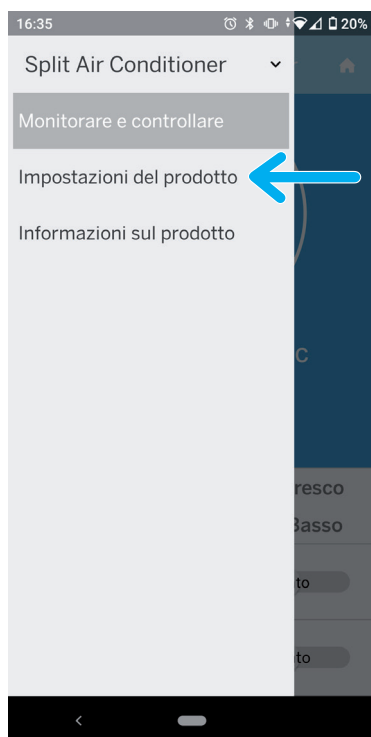 16:35 20%
Split Air Conditioner
Monitorare e controllare
Impostazioni del prodotto
Informazioni sul prodotto
C
resco
Basso
to
to